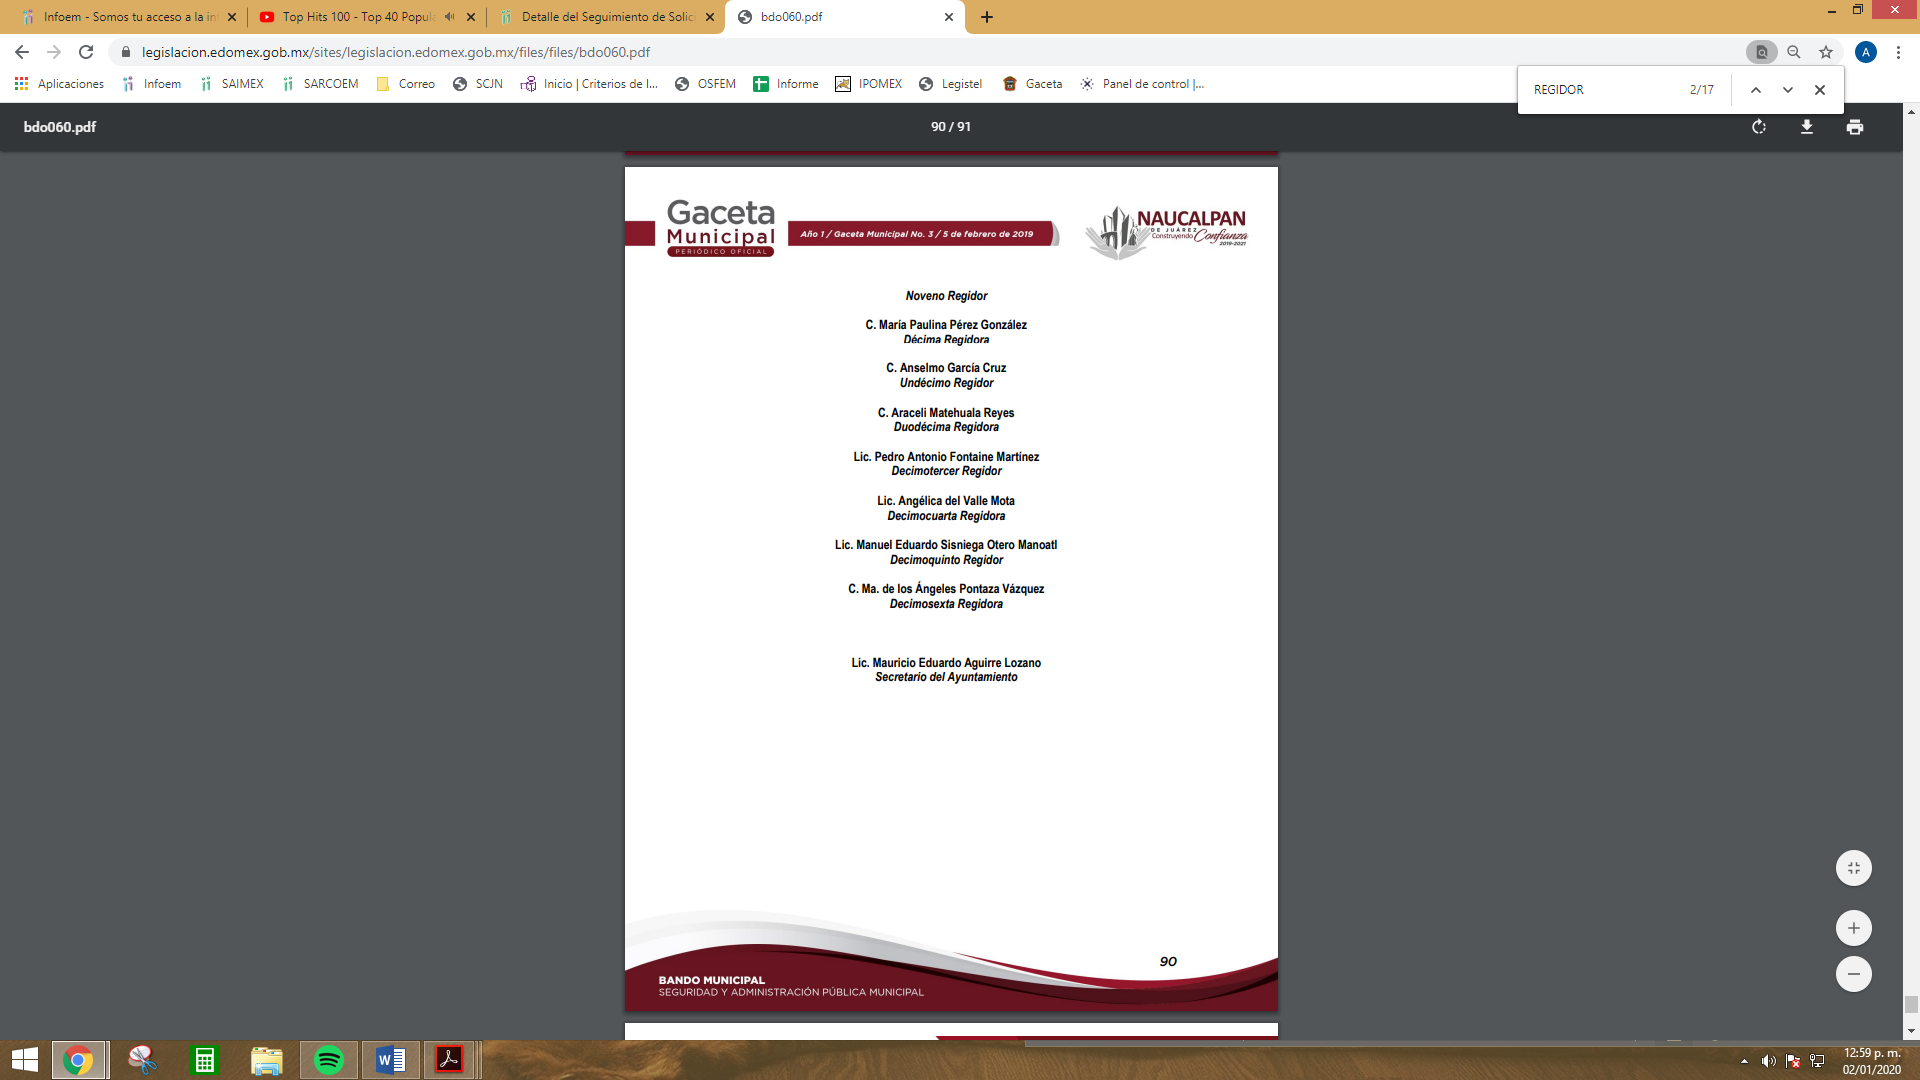 Infoem - Somos tu acceso a la in
Top Hits 100 - Top 40 Popula
Detalle del Seguimiento de Solici
bdo060.pdf
legislacion.edomex.gob.mx/sites/legislacion.edomex.gob.mx/files/files/bdo060.pdf
A
Aplicaciones
Infoem
SAIMEX
SARCOEM
Correo
SCJN
Inicio | Criterios de I...
OSFEM
Informe
IPOMEX
Legistel
Gaceta
Panel de control |...
REGIDOR
2/17
bdo060.pdf
90 / 91
Gaceta
Municipal
PERIÓDICO OFICIAL
Año 1 / Gaceta Municipal No. 3 / 5 de febrero de 2019
NAUCALPAN
DE JUÁREZ
Construyendo Confianza
2019-2021
Noveno Regidor
C. María Paulina Pérez González
Décima Regidora
C. Anselmo García Cruz
Undécimo Regidor
C. Araceli Matehuala Reyes
Duodécima Regidora
Lic. Pedro Antonio Fontaine Martínez
Decimotercer Regidor
Lic. Angélica del Valle Mota
Decimocuarta Regidora
Lic. Manuel Eduardo Sisniega Otero Manoatl
Decimoquinto Regidor
C. Ma. de los Ángeles Pontaza Vázquez
Decimosexta Regidora
Lic. Mauricio Eduardo Aguirre Lozano
Secretario del Ayuntamiento
90
BANDO MUNICIPAL
SEGURIDAD Y ADMINISTRACIÓN PÚBLICA MUNICIPAL
12:59 p. m.
02/01/2020